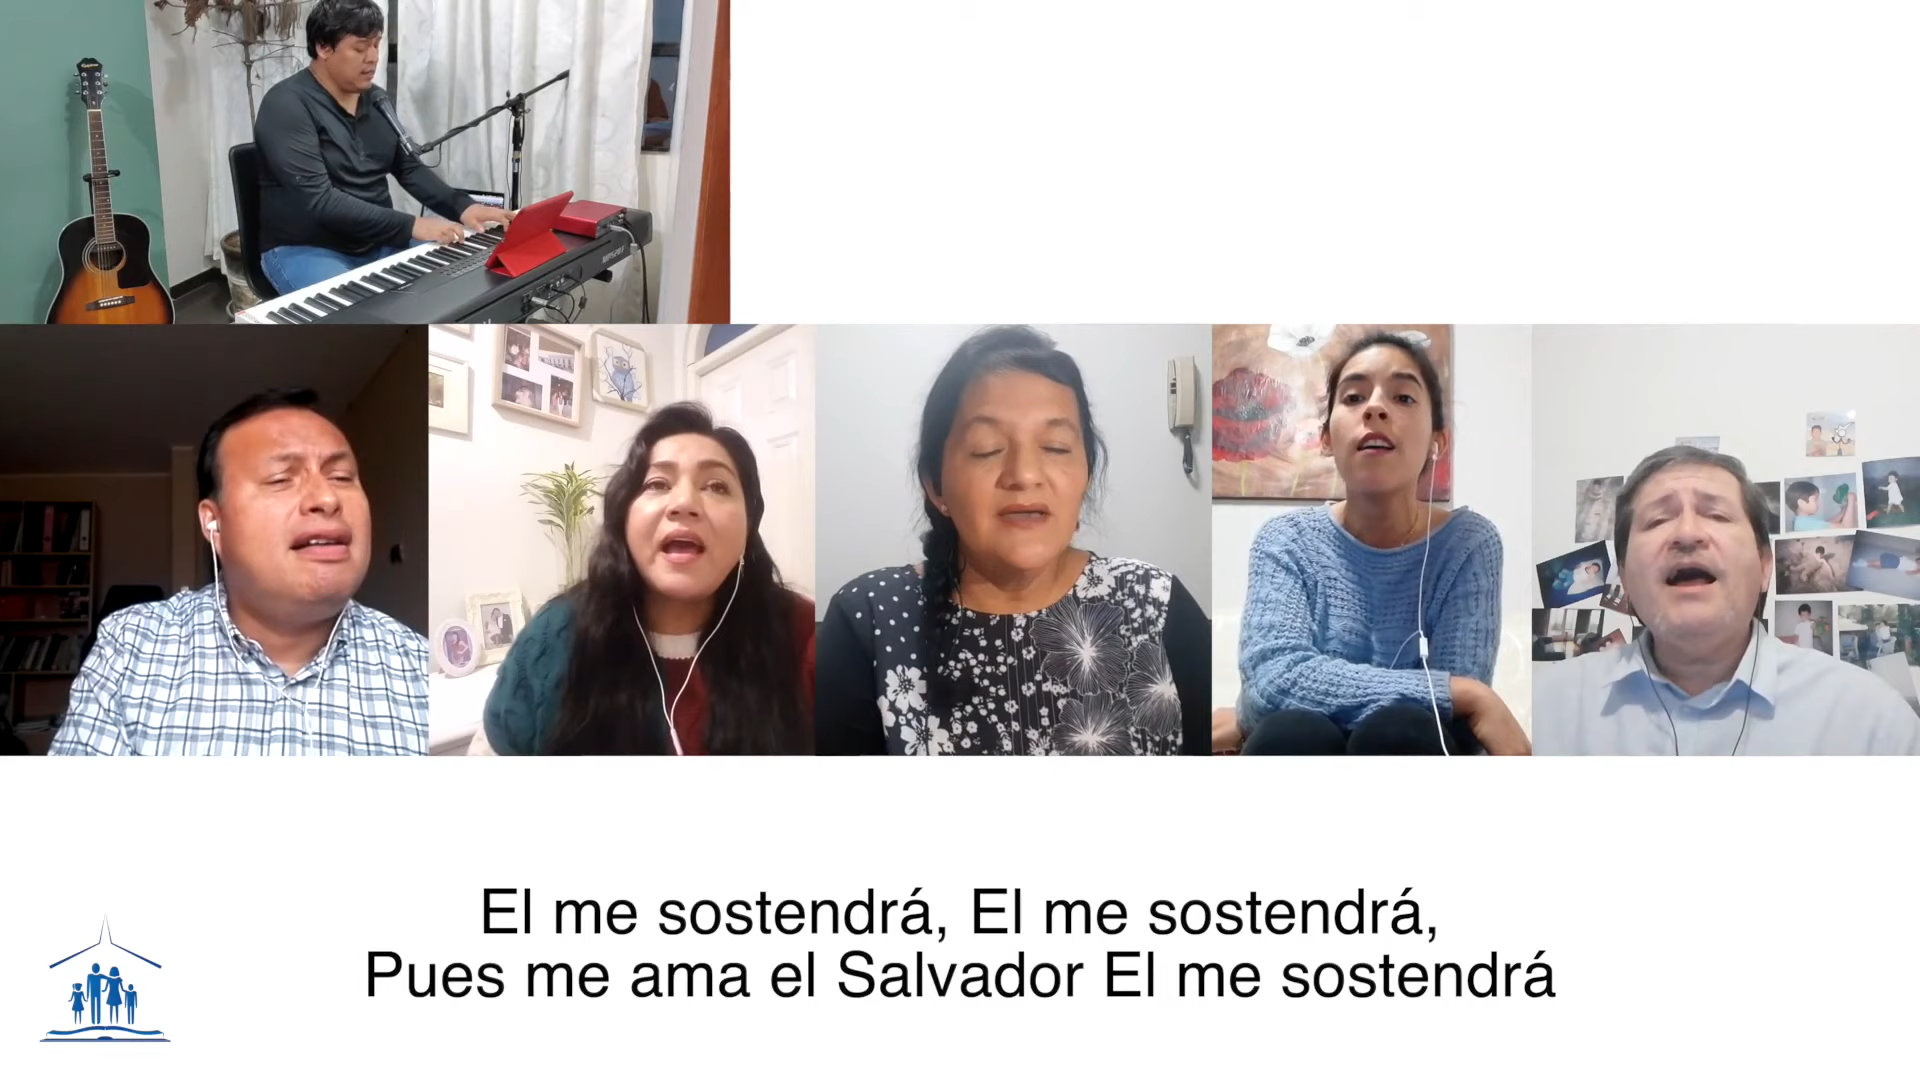 El me sostendrá, El me sostendrá,
Pues me ama el Salvador El me sostendrá